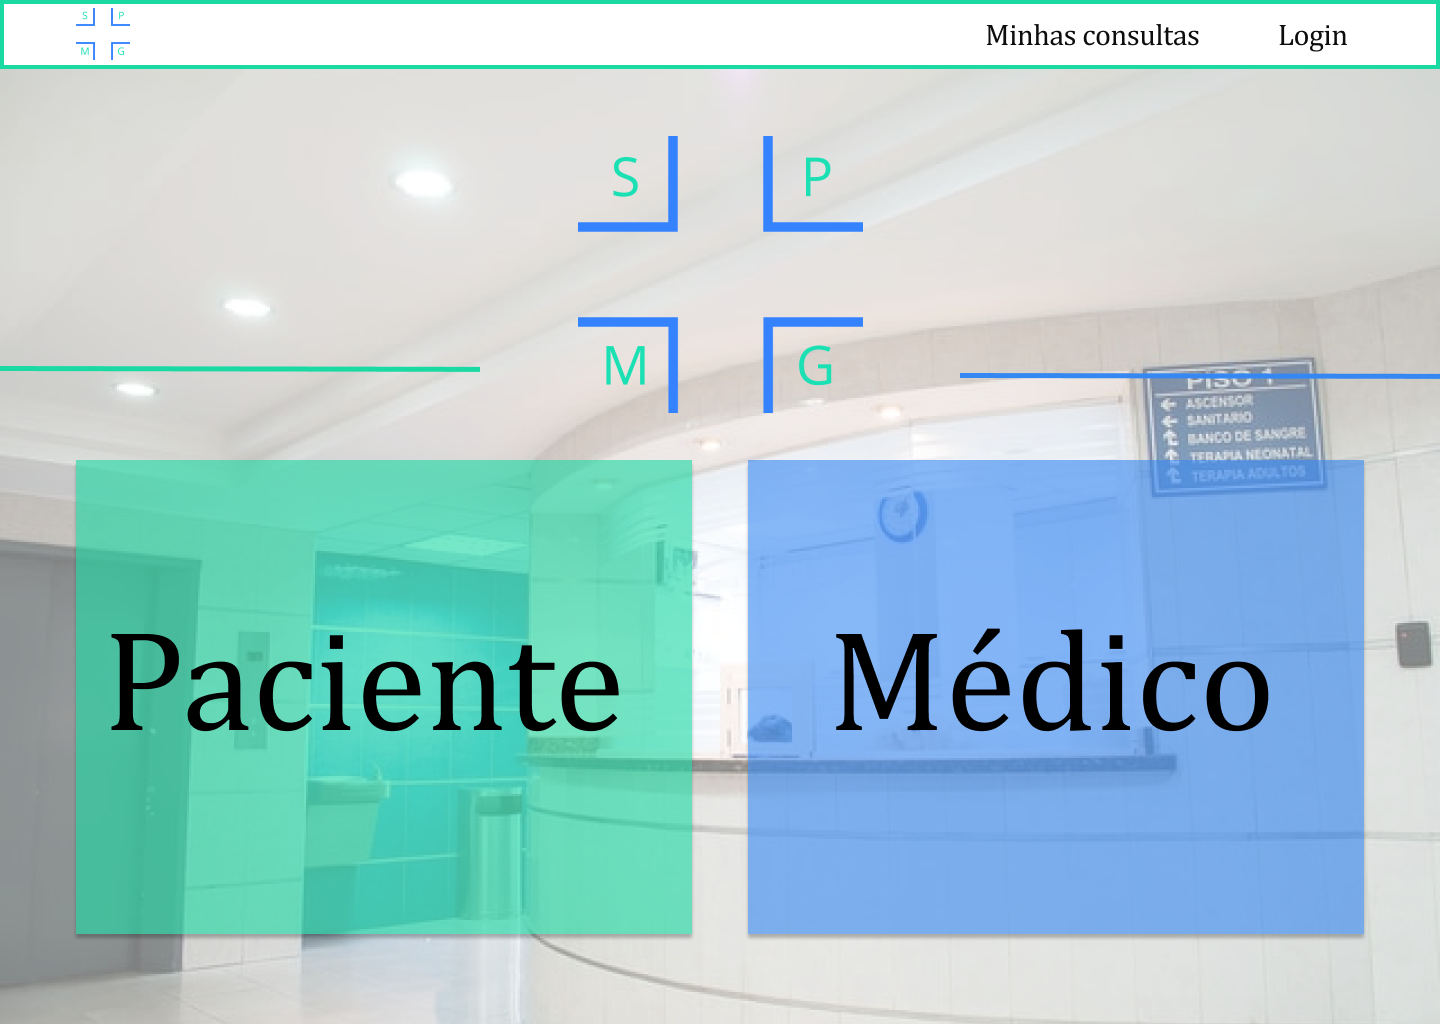 S P
M G
Minhas consultas
Login
S P
M G
PISO 1
ASCENSOR
SANITARIO
BANCO DE SANGRE
TERAPIA NEONATAL
TERAPIA ADULTOS
Paciente
Médico